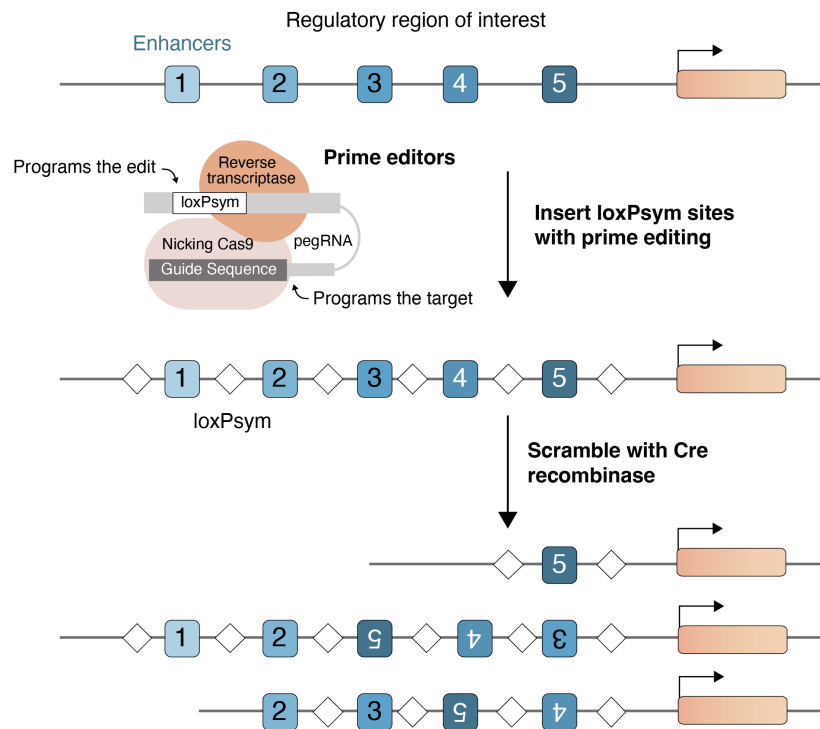 Regulatory region of interest
Enhancers
1 2 3 4 5
Programs the edit
Reverse
transcriptase
Prime editors
loxPsym
Nicking Cas9
pegRNA
Guide Sequence
Programs the target
Insert loxPsym sites
with prime editing
1 2 3 4 5
loxPsym
Scramble with Cre
recombinase
5
1 2 5 4 3
2 3 5 4